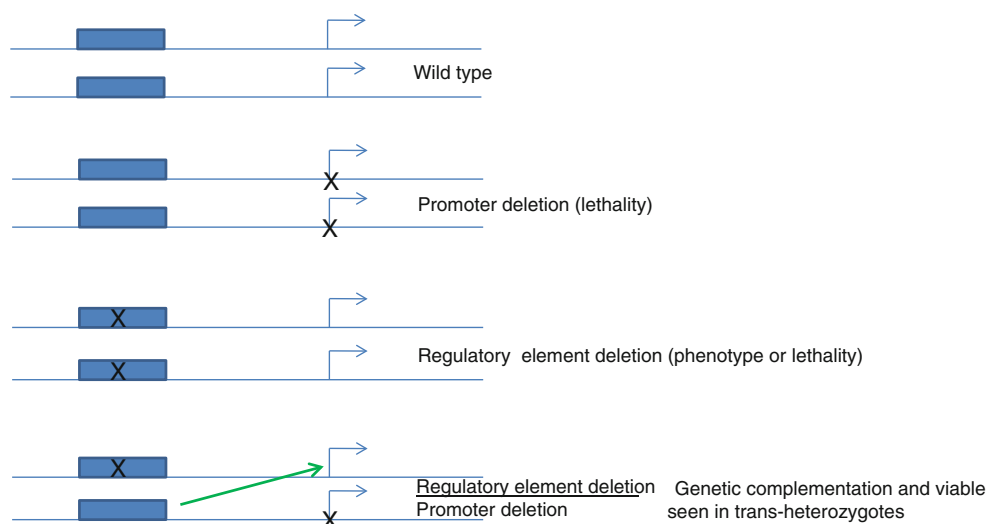 Wild type
X
X
Promoter deletion (lethality)
X
X
Regulatory element deletion (phenotype or lethality)
X
Regulatory element deletion
Promoter deletion
X
Genetic complementation and viable
seen in trans-heterozygotes